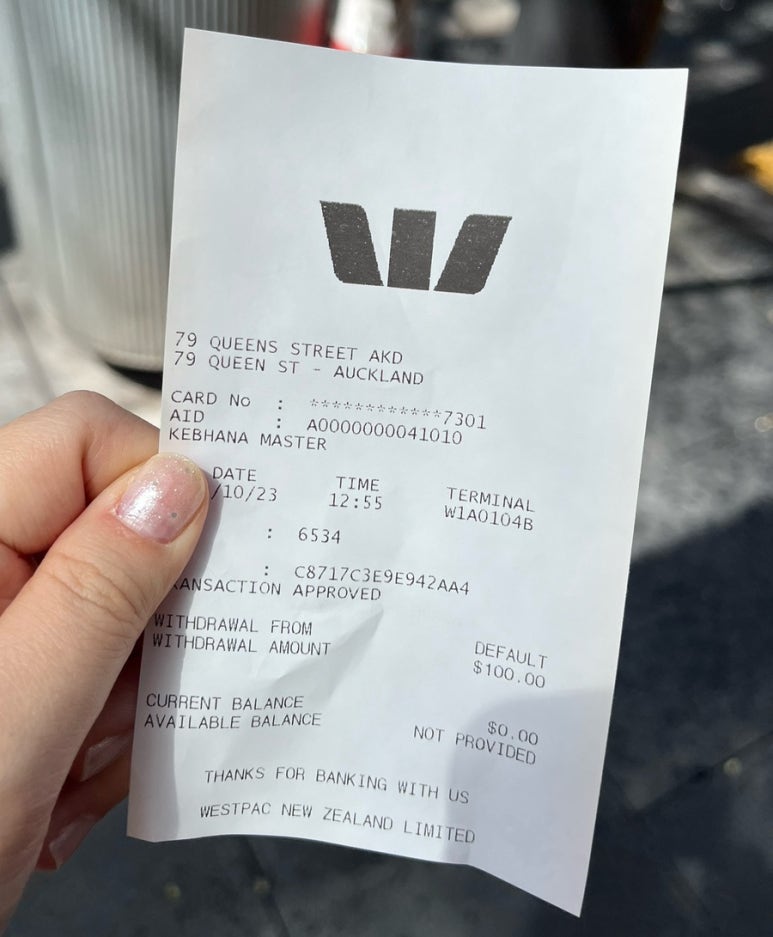 79 QUEENS STREET AKD
79 QUEEN ST - AUCKLAND
CARD No : ************7301
AID : A0000000041010
KEBHANA MASTER
DATE TIME TERMINAL
/10/23 12:55 W1A0104B
: 6534
: C8717C3E9E942AA4
RANSACTION APPROVED
WITHDRAWAL FROM DEFAULT
WITHDRAWAL AMOUNT $100.00
CURRENT BALANCE $0.00
AVAILABLE BALANCE NOT PROVIDED
THANKS FOR BANKING WITH US
WESTPAC NEW ZEALAND LIMITED